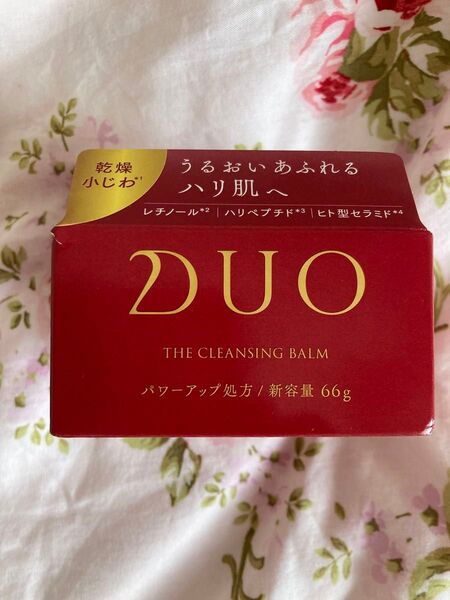 乾燥
小じわ*1
うるおいあふれる
ハリ肌へ
レチノール*2 | ハリペプチド*3 | ヒト型セラミド*4
DUO
THE CLEANSING BALM
パワーアップ処方 / 新容量 66g